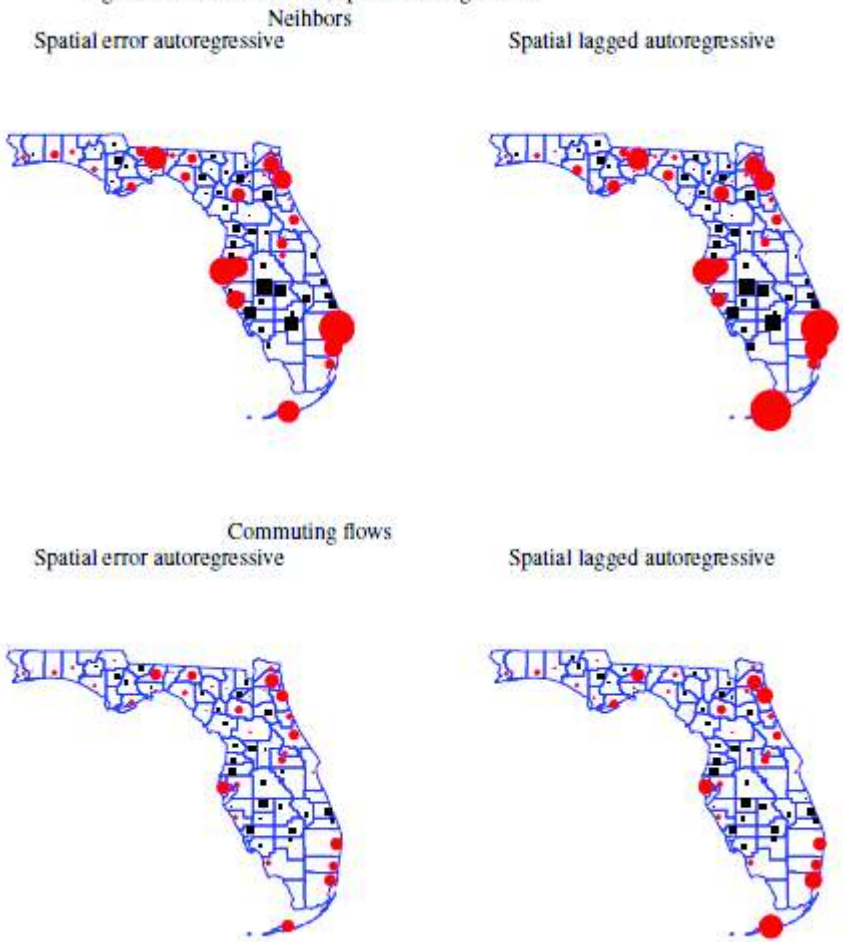 Neihbors
Spatial error autoregressive
Spatial lagged autoregressive
Commuting flows
Spatial error autoregressive
Spatial lagged autoregressive